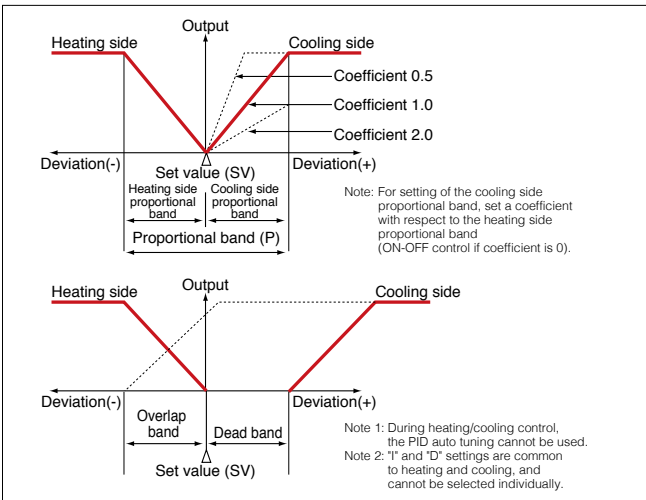 Output
Heating side
Cooling side
Coefficient 0.5
Coefficient 1.0
Coefficient 2.0
Deviation(-)
Deviation(+)
Set value (SV)
Heating side
proportional
band
Cooling side
proportional
band
Proportional band (P)
Note: For setting of the cooling side
proportional band, set a coefficient
with respect to the heating side
proportional band
(ON-OFF control if coefficient is 0).
Output
Heating side
Cooling side
Deviation(-)
Deviation(+)
Overlap
band
Dead band
Set value (SV)
Note 1: During heating/cooling control,
the PID auto tuning cannot be used.
Note 2: "I" and "D" settings are common
to heating and cooling, and
cannot be selected individually.